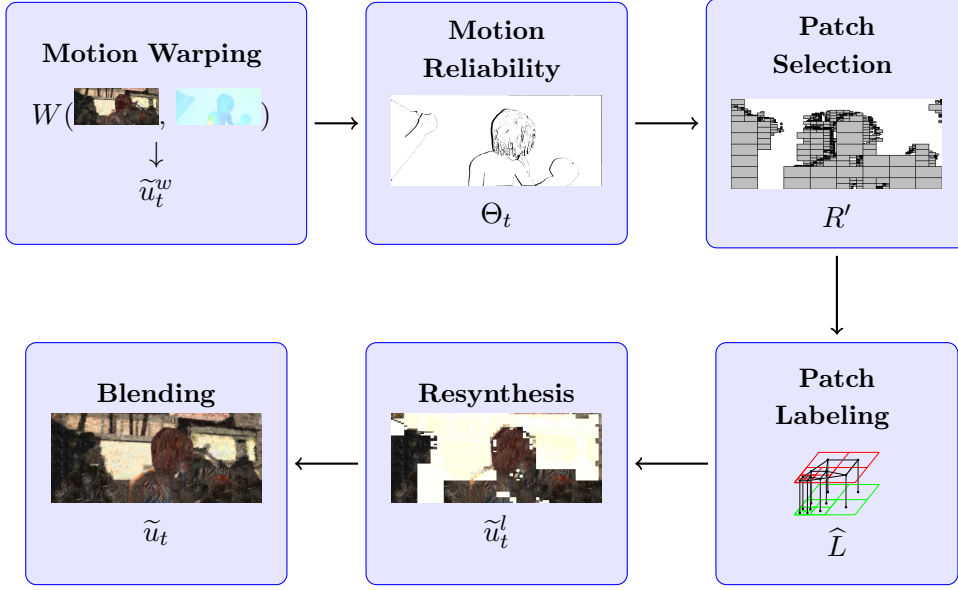 Motion Warping
W( , )
↓
ũ_t^w
Motion
Reliability
Θ_t
Patch
Selection
R′
Blending
ũ_t
Resynthesis
ũ_t^l
Patch
Labeling
L̂